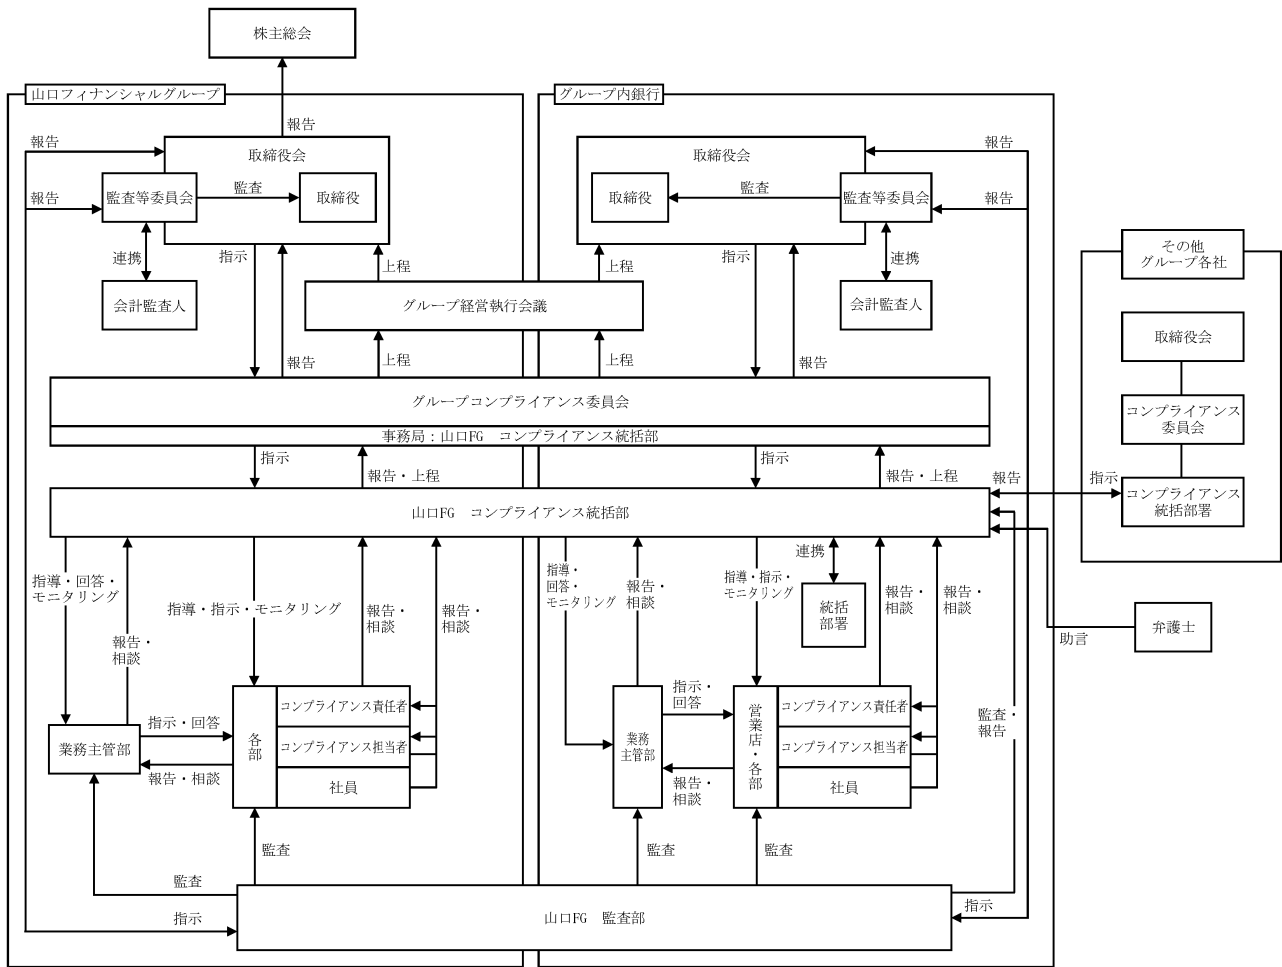 株主総会
山口フィナンシャルグループ
グループ内銀行
報告
報告
取締役会
監査等委員会
監査
取締役
報告
連携
会計監査人
指示
報告
上程
グループ経営執行会議
上程
取締役会
取締役
監査
監査等委員会
報告
報告
指示
上程
連携
会計監査人
上程
報告
その他
グループ各社
取締役会
コンプライアンス
委員会
コンプライアンス
統括部署
グループコンプライアンス委員会
事務局：山口FG　コンプライアンス統括部
指示
報告・上程
指示
報告・上程
報告
指示
山口FG　コンプライアンス統括部
指導・回答・
モニタリング
報告・
相談
指導・指示・モニタリング
報告・
相談
報告・
相談
指導・
回答・
モニタリング
報告・
相談
指導・指示・
モニタリング
連携
統括
部署
報告・
相談
報告・
相談
助言
弁護士
業務主管部
指示・回答
報告・相談
各部
コンプライアンス責任者
コンプライアンス担当者
社員
業務
主管部
指示・
回答
報告・
相談
営業店・各部
コンプライアンス責任者
コンプライアンス担当者
社員
監査・
報告
監査
監査
監査
監査
指示
山口FG　監査部
指示